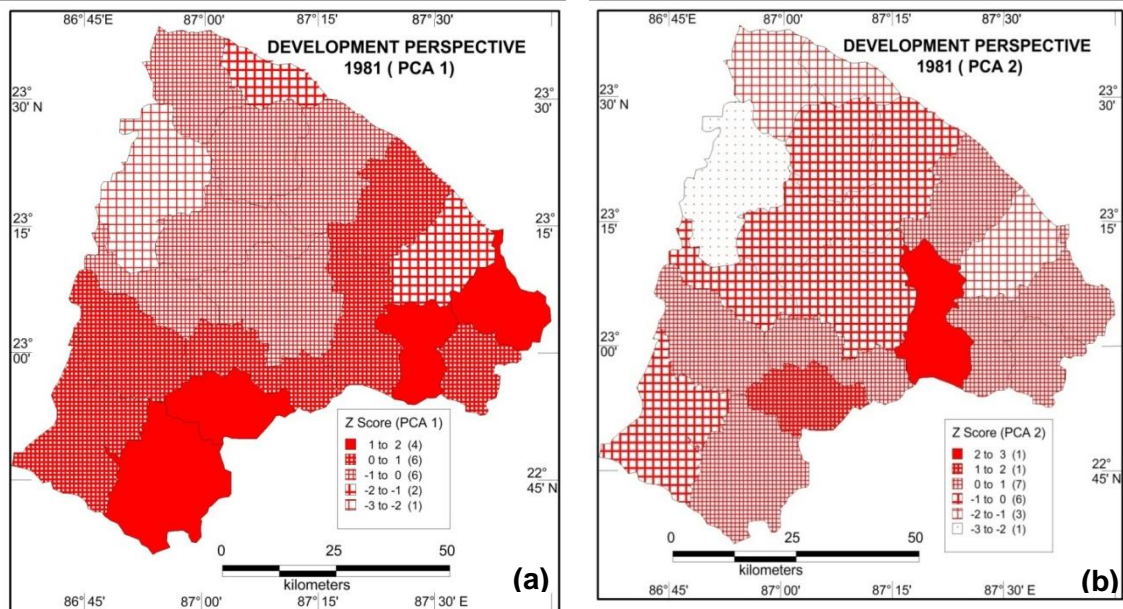 86° 45'E 87° 00' 87° 15' 87° 30'
DEVELOPMENT PERSPECTIVE
1981 ( PCA 1)
23°
30' N
23°
30'
23°
15'
23°
15'
23°
00'
23°
00'
22°
45' N
Z Score (PCA 1)
1 to 2 (4)
0 to 1 (6)
-1 to 0 (6)
-2 to -1 (2)
-3 to -2 (1)
0 25 50
kilometers
(a)
86° 45' 87° 00' 87° 15' 87° 30' E
86° 45'E 87° 00' 87° 15' 87° 30'
DEVELOPMENT PERSPECTIVE
1981 ( PCA 2)
23°
30' N
23°
30'
23°
15'
23°
15'
23°
00'
23°
00'
22°
45' N
Z Score (PCA 2)
2 to 3 (1)
1 to 2 (1)
0 to 1 (7)
-1 to 0 (6)
-2 to -1 (3)
-3 to -2 (1)
0 25 50
kilometers
(b)
86° 45' 87° 00' 87° 15' 87° 30' E